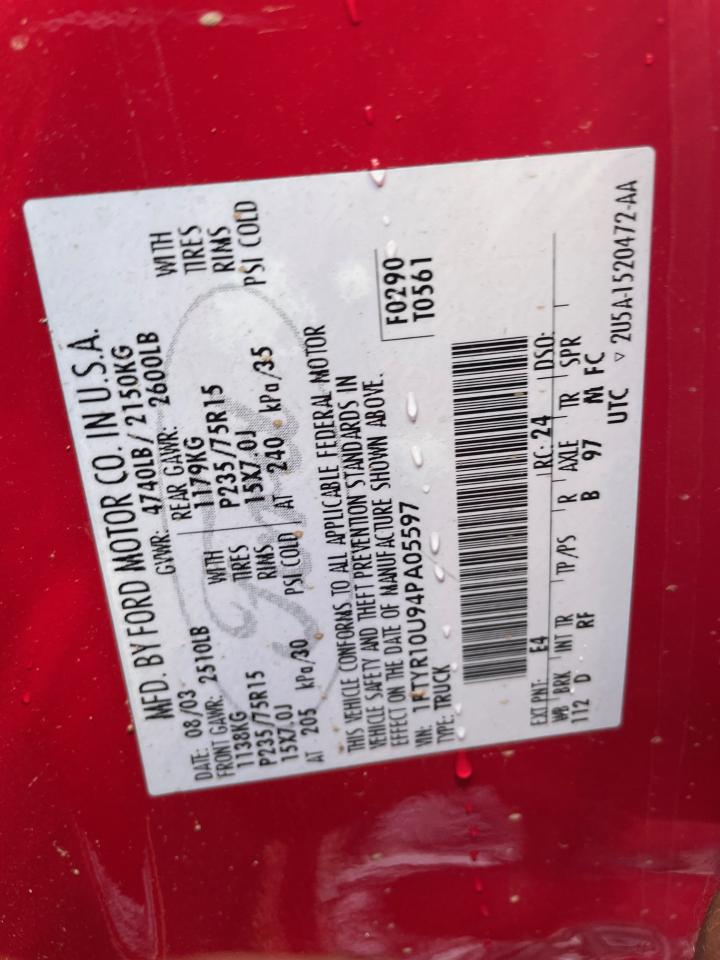 MFD. BY FORD MOTOR CO. IN U.S.A.
DATE: 08/03 GVWR: 4740LB / 2150KG
FRONT GAWR: 2510LB REAR GAWR: 2600LB
1138KG WITH 1179KG WITH
P235/75R15 TIRES P235/75R15 TIRES
15X7.0J RIMS 15X7.0J RIMS
AT 205 kPa/30 PSI COLD AT 240 kPa/35 PSI COLD
THIS VEHICLE CONFORMS TO ALL APPLICABLE FEDERAL MOTOR
VEHICLE SAFETY AND THEFT PREVENTION STANDARDS IN
EFFECT ON THE DATE OF MANUFACTURE SHOWN ABOVE.
VIN: 1FTYR10U94PA05597 F0290
TYPE: TRUCK T0561
EXT PNT: E4 RC: 24 DSO:
WB BRK INT TR TP/PS R AXLE TR SPR
112 D RF B 97 M FC
UTC ▽ 2U5A-1520472-AA
Ford